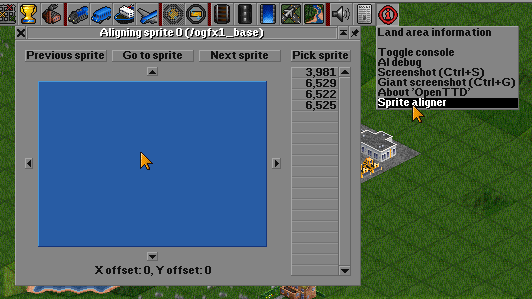 Aligning sprite 0 (/ogfx1_base)
Previous sprite
Go to sprite
Next sprite
Pick sprite
3,981
6,529
6,522
6,525
X offset: 0, Y offset: 0
Land area information
Toggle console
AI debug
Screenshot (Ctrl+S)
Giant screenshot (Ctrl+G)
About 'OpenTTD'
Sprite aligner